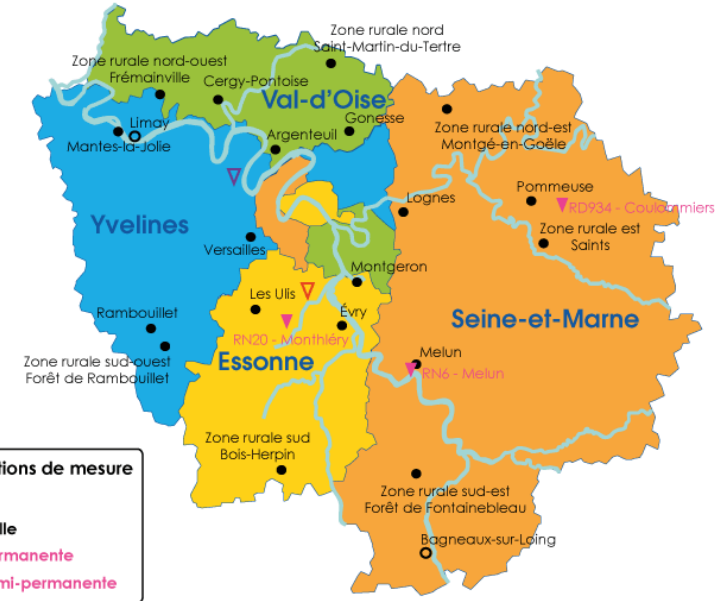 Zone rurale nord
Saint-Martin-du-Tertre
Zone rurale nord-ouest
Frémainville
Cergy-Pontoise
Val-d'Oise
Gonesse
Limay
Mantes-la-Jolie
Argenteuil
Zone rurale nord-est
Montgé-en-Goële
Pommeuse
RD934 - Coulommiers
Lognes
Zone rurale est
Saints
Yvelines
Versailles
Montgeron
Les Ulis
Évry
Rambouillet
RN20 - Monthléry
Seine-et-Marne
Zone rurale sud-ouest
Forêt de Rambouillet
Essonne
Melun
RN6 - Melun
Zone rurale sud
Bois-Herpin
Zone rurale sud-est
Forêt de Fontainebleau
Bagneaux-sur-Loing
tions de mesure
lle
rmanente
mi-permanente